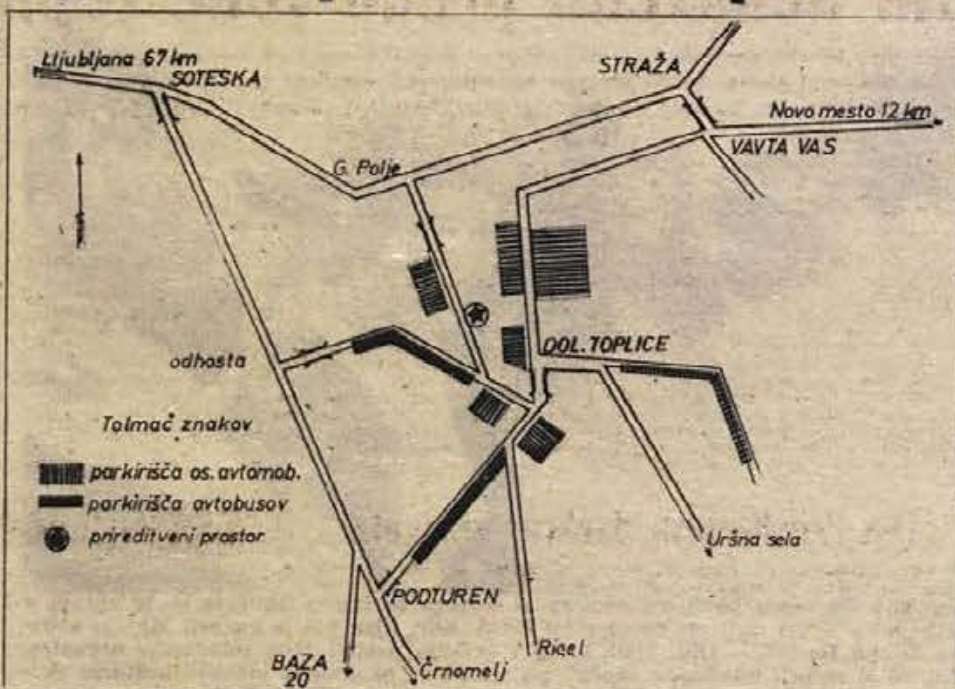 Ljubljana 67 km
SOTESKA
STRAŽA
Novo mesto 12 km
VAVTA VAS
G. Polje
DOL. TOPLICE
odhosta
Tolmač znakov
parkirišča os. avtomob.
parkirišča avtobusov
prireditveni prostor
Uršna sela
PODTUREN
BAZA
20
Črnomelj